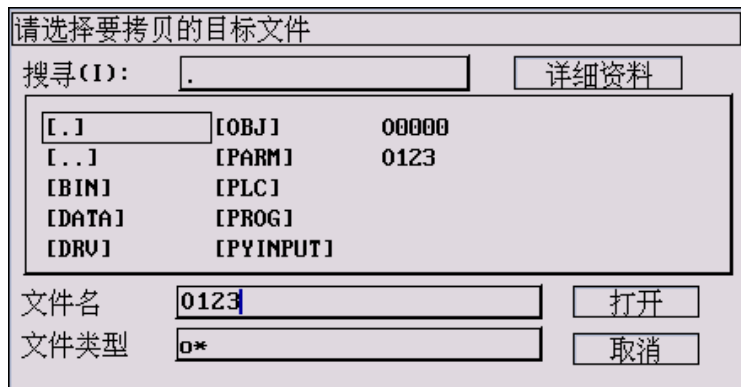 请选择要拷贝的目标文件
搜寻(I): . 详细资料
[.] [OBJ] O0000
[..] [PARM] O123
[BIN] [PLC]
[DATA] [PROG]
[DRV] [PYINPUT]
文件名 O123 打开
文件类型 o* 取消